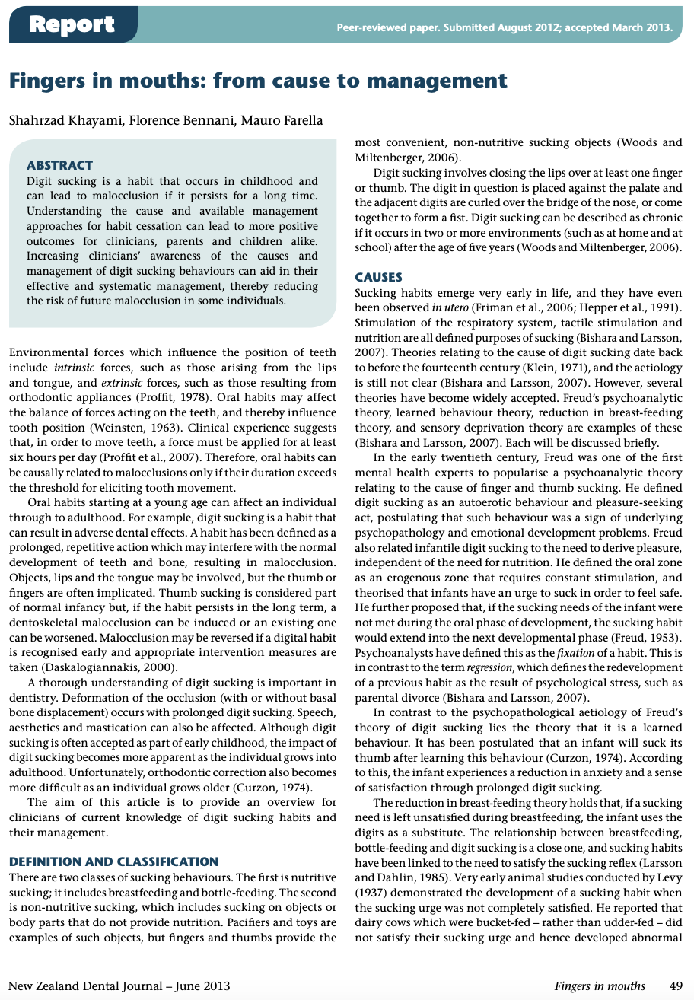 Report
Peer-reviewed paper. Submitted August 2012; accepted March 2013.
Fingers in mouths: from cause to management
Shahrzad Khayami, Florence Bennani, Mauro Farella
ABSTRACT
Digit sucking is a habit that occurs in childhood and
can lead to malocclusion if it persists for a long time.
Understanding the cause and available management
approaches for habit cessation can lead to more positive
outcomes for clinicians, parents and children alike.
Increasing clinicians’ awareness of the causes and
management of digit sucking behaviours can aid in their
effective and systematic management, thereby reducing
the risk of future malocclusion in some individuals.
Environmental forces which influence the position of teeth
include intrinsic forces, such as those arising from the lips
and tongue, and extrinsic forces, such as those resulting from
orthodontic appliances (Proffit, 1978). Oral habits may affect
the balance of forces acting on the teeth, and thereby influence
tooth position (Weinsten, 1963). Clinical experience suggests
that, in order to move teeth, a force must be applied for at least
six hours per day (Proffit et al., 2007). Therefore, oral habits can
be causally related to malocclusions only if their duration exceeds
the threshold for eliciting tooth movement.
Oral habits starting at a young age can affect an individual
through to adulthood. For example, digit sucking is a habit that
can result in adverse dental effects. A habit has been defined as a
prolonged, repetitive action which may interfere with the normal
development of teeth and bone, resulting in malocclusion.
Objects, lips and the tongue may be involved, but the thumb or
fingers are often implicated. Thumb sucking is considered part
of normal infancy but, if the habit persists in the long term, a
dentoskeletal malocclusion can be induced or an existing one
can be worsened. Malocclusion may be reversed if a digital habit
is recognised early and appropriate intervention measures are
taken (Daskalogiannakis, 2000).
A thorough understanding of digit sucking is important in
dentistry. Deformation of the occlusion (with or without basal
bone displacement) occurs with prolonged digit sucking. Speech,
aesthetics and mastication can also be affected. Although digit
sucking is often accepted as part of early childhood, the impact of
digit sucking becomes more apparent as the individual grows into
adulthood. Unfortunately, orthodontic correction also becomes
more difficult as an individual grows older (Curzon, 1974).
The aim of this article is to provide an overview for
clinicians of current knowledge of digit sucking habits and
their management.
DEFINITION AND CLASSIFICATION
There are two classes of sucking behaviours. The first is nutritive
sucking; it includes breastfeeding and bottle-feeding. The second
is non-nutritive sucking, which includes sucking on objects or
body parts that do not provide nutrition. Pacifiers and toys are
examples of such objects, but fingers and thumbs provide the
most convenient, non-nutritive sucking objects (Woods and
Miltenberger, 2006).
Digit sucking involves closing the lips over at least one finger
or thumb. The digit in question is placed against the palate and
the adjacent digits are curled over the bridge of the nose, or come
together to form a fist. Digit sucking can be described as chronic
if it occurs in two or more environments (such as at home and at
school) after the age of five years (Woods and Miltenberger, 2006).
CAUSES
Sucking habits emerge very early in life, and they have even
been observed in utero (Friman et al., 2006; Hepper et al., 1991).
Stimulation of the respiratory system, tactile stimulation and
nutrition are all defined purposes of sucking (Bishara and Larsson,
2007). Theories relating to the cause of digit sucking date back
to before the fourteenth century (Klein, 1971), and the aetiology
is still not clear (Bishara and Larsson, 2007). However, several
theories have become widely accepted. Freud’s psychoanalytic
theory, learned behaviour theory, reduction in breast-feeding
theory, and sensory deprivation theory are examples of these
(Bishara and Larsson, 2007). Each will be discussed briefly.
In the early twentieth century, Freud was one of the first
mental health experts to popularise a psychoanalytic theory
relating to the cause of finger and thumb sucking. He defined
digit sucking as an autoerotic behaviour and pleasure-seeking
act, postulating that such behaviour was a sign of underlying
psychopathology and emotional development problems. Freud
also related infantile digit sucking to the need to derive pleasure,
independent of the need for nutrition. He defined the oral zone
as an erogenous zone that requires constant stimulation, and
theorised that infants have an urge to suck in order to feel safe.
He further proposed that, if the sucking needs of the infant were
not met during the oral phase of development, the sucking habit
would extend into the next developmental phase (Freud, 1953).
Psychoanalysts have defined this as the fixation of a habit. This is
in contrast to the term regression, which defines the redevelopment
of a previous habit as the result of psychological stress, such as
parental divorce (Bishara and Larsson, 2007).
In contrast to the psychopathological aetiology of Freud’s
theory of digit sucking lies the theory that it is a learned
behaviour. It has been postulated that an infant will suck its
thumb after learning this behaviour (Curzon, 1974). According
to this, the infant experiences a reduction in anxiety and a sense
of satisfaction through prolonged digit sucking.
The reduction in breast-feeding theory holds that, if a sucking
need is left unsatisfied during breastfeeding, the infant uses the
digits as a substitute. The relationship between breastfeeding,
bottle-feeding and digit sucking is a close one, and sucking habits
have been linked to the need to satisfy the sucking reflex (Larsson
and Dahlin, 1985). Very early animal studies conducted by Levy
(1937) demonstrated the development of a sucking habit when
the sucking urge was not completely satisfied. He reported that
dairy cows which were bucket-fed – rather than udder-fed – did
not satisfy their sucking urge and hence developed abnormal
New Zealand Dental Journal – June 2013
Fingers in mouths 49